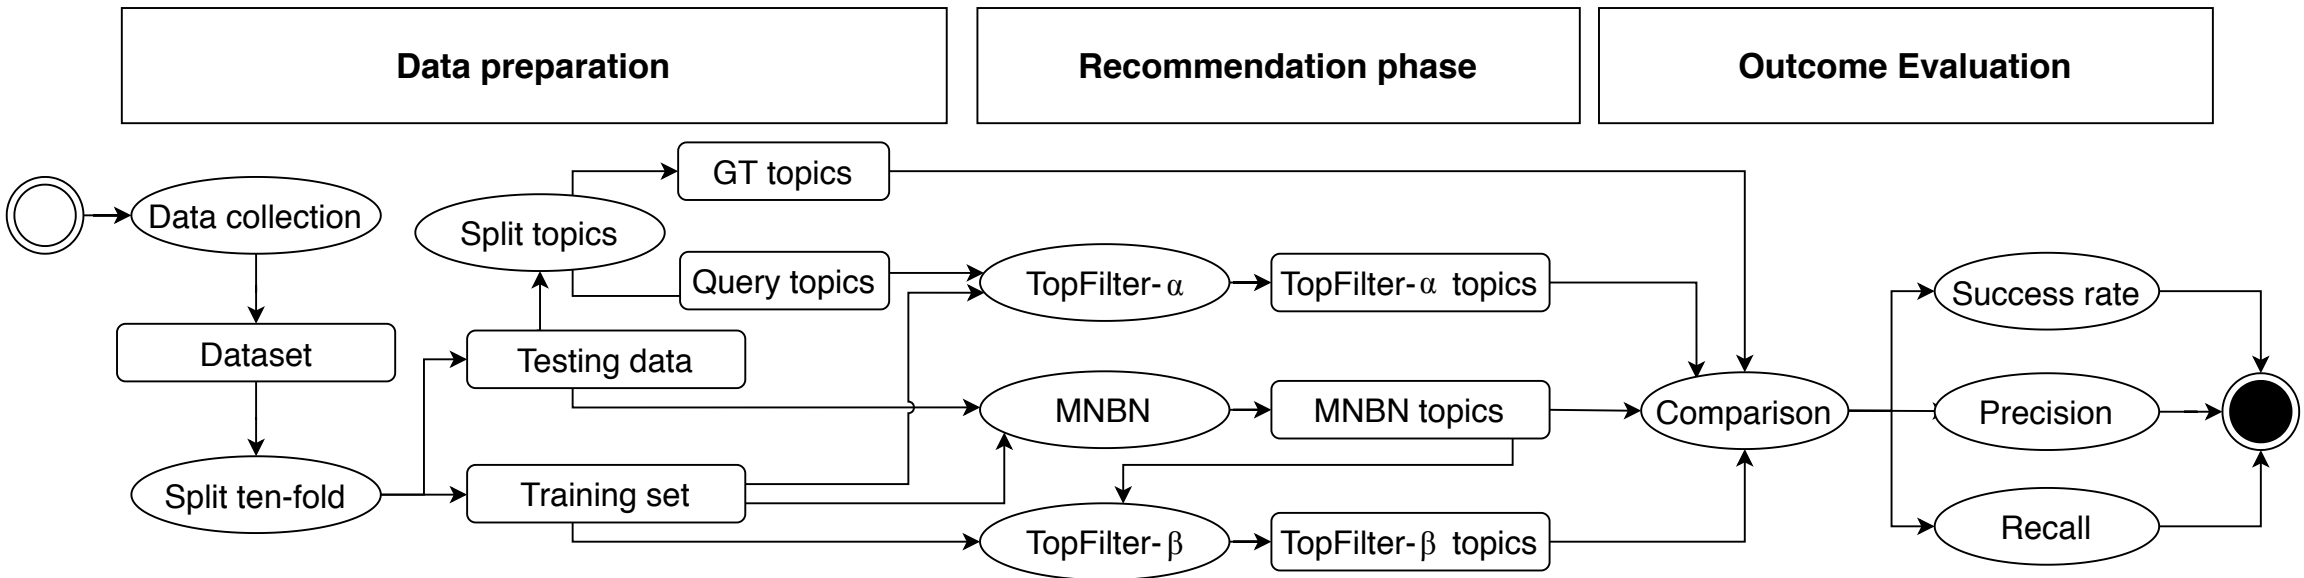 Data preparation
Recommendation phase
Outcome Evaluation
GT topics
Data collection
Split topics
Query topics
TopFilter-α
TopFilter-α topics
Success rate
Dataset
Testing data
MNBN
MNBN topics
Comparison
Precision
Split ten-fold
Training set
TopFilter-β
TopFilter-β topics
Recall